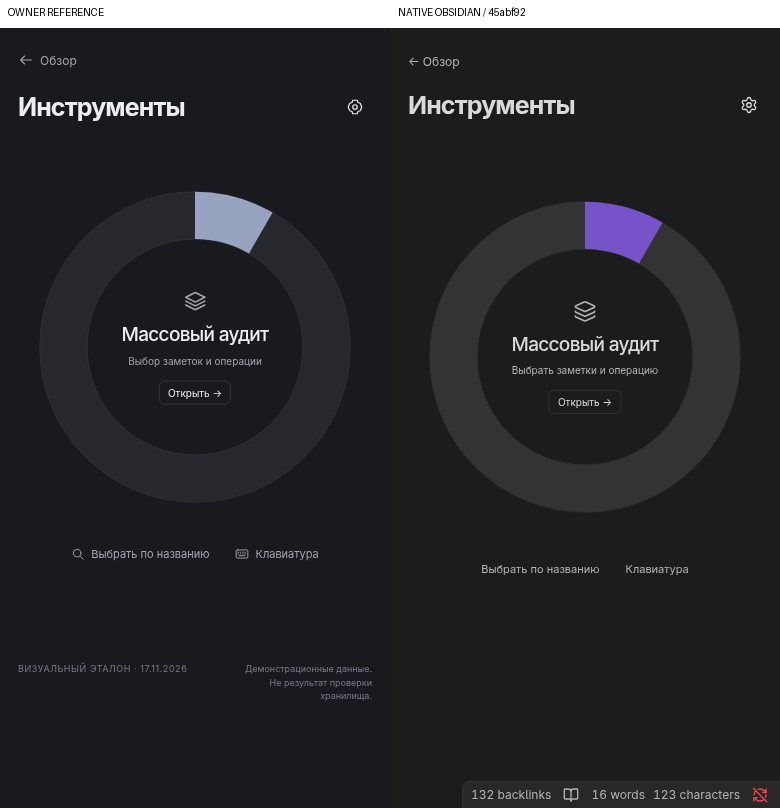 OWNER REFERENCE
← Обзор
Инструменты
Массовый аудит
Выбор заметок и операции
Открыть →
Выбрать по названию
Клавиатура
ВИЗУАЛЬНЫЙ ЭТАЛОН · 17.11.2026
Демонстрационные данные.
Не результат проверки
хранилища.
NATIVE OBSIDIAN / 45abf92
← Обзор
Инструменты
Массовый аудит
Выбрать заметки и операцию
Открыть →
Выбрать по названию
Клавиатура
132 backlinks
16 words
123 characters